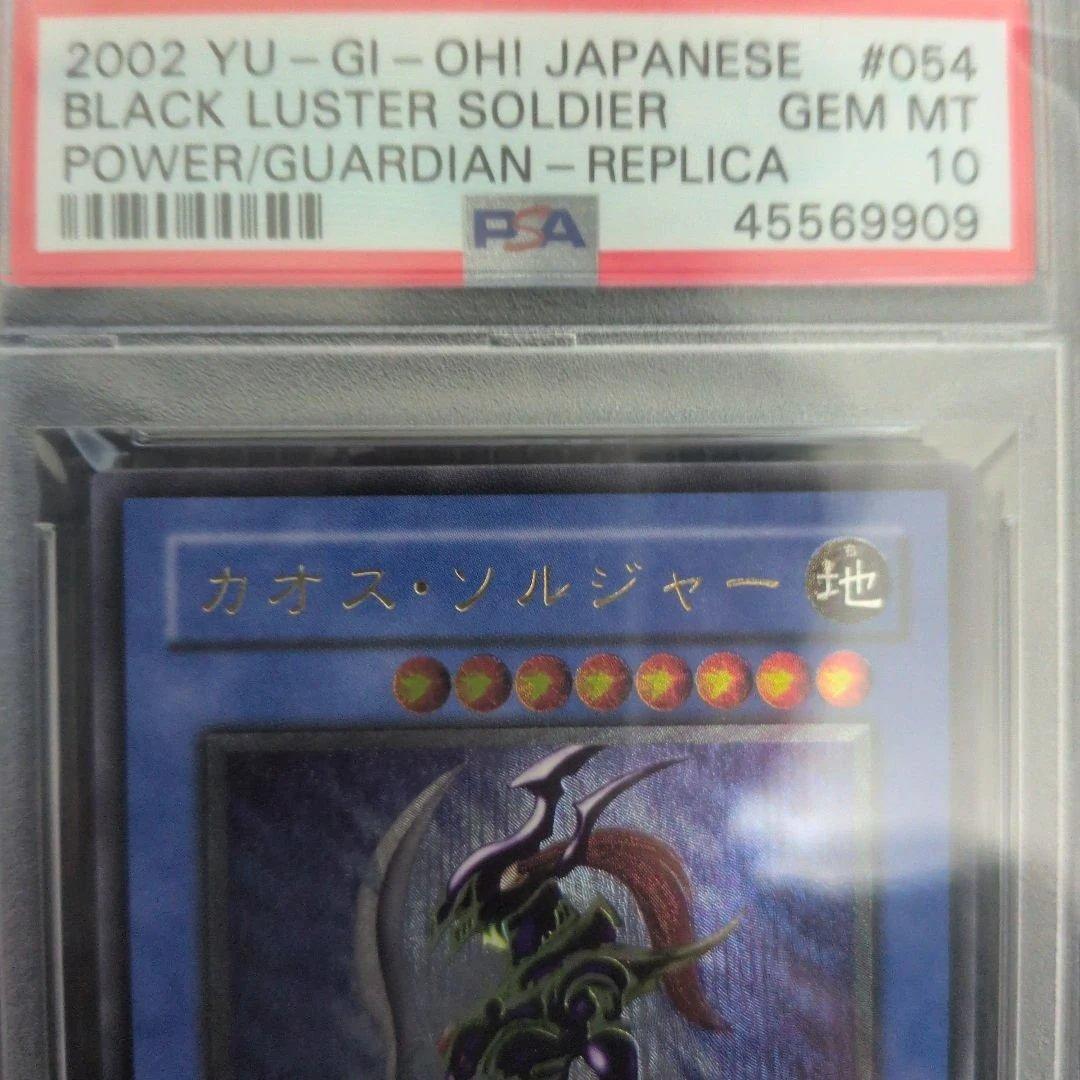 2002 YU-GI-OH! JAPANESE #054
BLACK LUSTER SOLDIER GEM MT
POWER/GUARDIAN-REPLICA 10
PSA 45569909
カオス・ソルジャー 地